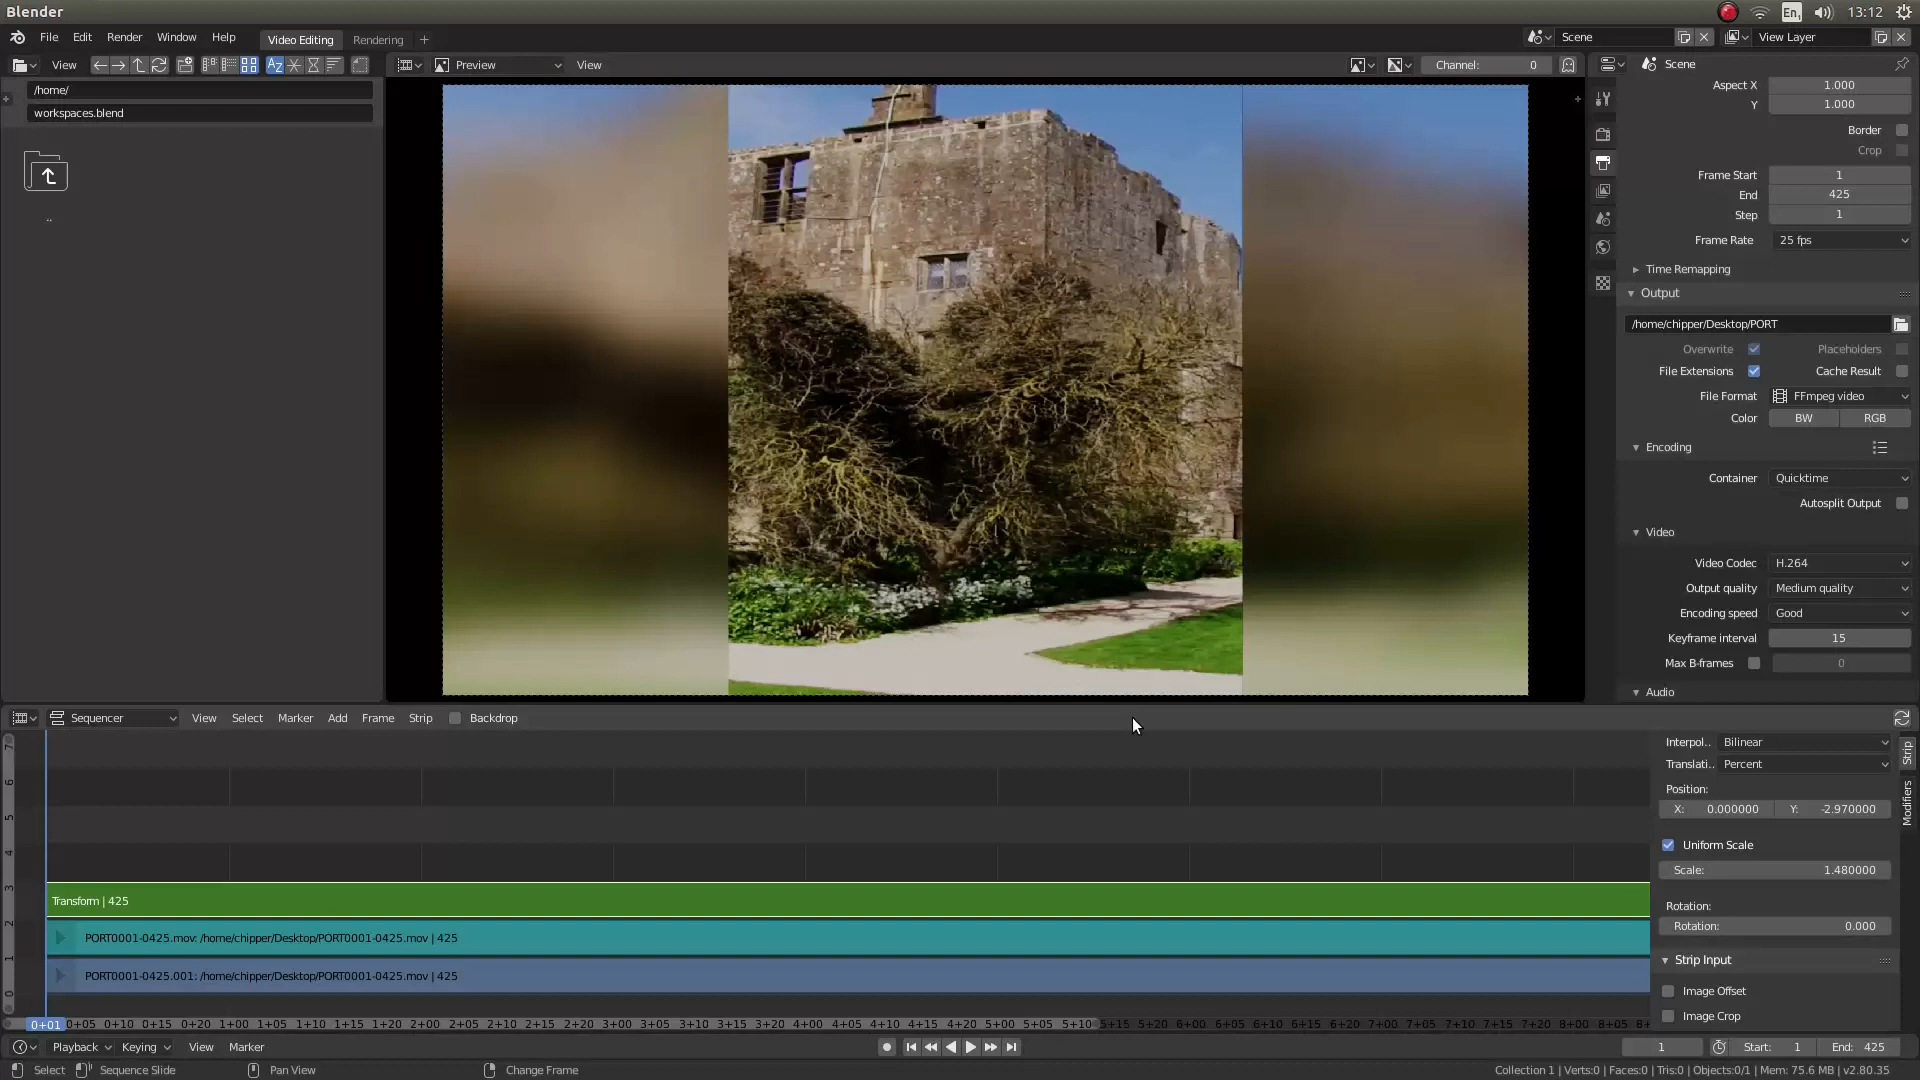 Blender
En1
13:12
File Edit Render Window Help
Video Editing Rendering +
Scene
View Layer
View
Preview
View
Channel: 0
Scene
/home/
workspaces.blend
..
Aspect X 1.000
Y 1.000
Border
Crop
Frame Start 1
End 425
Step 1
Frame Rate 25 fps
Time Remapping
Output
/home/chipper/Desktop/PORT
Overwrite Placeholders
File Extensions Cache Result
File Format FFmpeg video
Color BW RGB
Encoding
Container Quicktime
Autosplit Output
Video
Video Codec H.264
Output quality Medium quality
Encoding speed Good
Keyframe interval 15
Max B-frames 0
Audio
Sequencer View Select Marker Add Frame Strip Backdrop
7
6
5
4
3
2
1
0
Transform | 425
PORT0001-0425.mov: /home/chipper/Desktop/PORT0001-0425.mov | 425
PORT0001-0425.001: /home/chipper/Desktop/PORT0001-0425.mov | 425
Interpol.. Bilinear
Translati.. Percent
Position:
X: 0.000000 Y: -2.970000
Uniform Scale
Scale: 1.480000
Rotation:
Rotation: 0.000
Strip Input
Image Offset
Image Crop
Strip
Modifiers
0+01 0+05 0+10 0+15 0+20 1+00 1+05 1+10 1+15 1+20 2+00 2+05 2+10 2+15 2+20 3+00 3+05 3+10 3+15 3+20 4+00 4+05 4+10 4+15 4+20 5+00 5+05 5+10 5+15 5+20 6+00 6+05 6+10 6+15 6+20 7+00 7+05 7+10 7+15 7+20 8+00 8+05 8+
Playback Keying View Marker
1 Start: 1 End: 425
Select Sequence Slide Pan View Change Frame
Collection 1 | Verts:0 | Faces:0 | Tris:0 | Objects:0/1 | Mem: 75.6 MB | v2.80.35